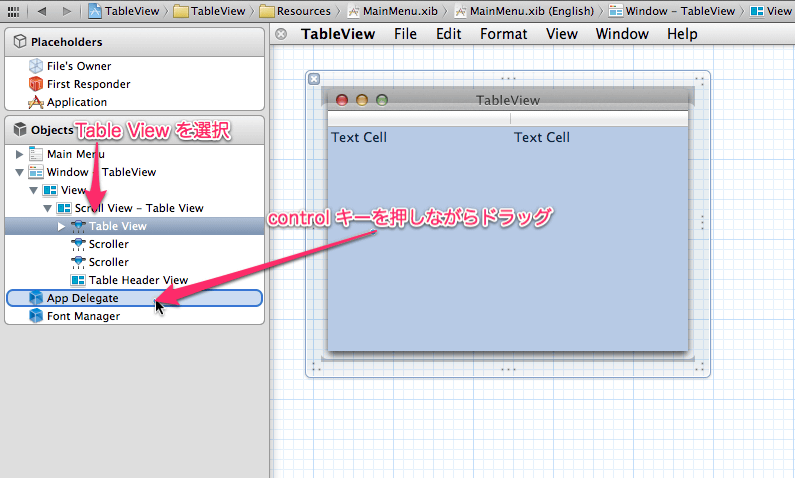 TableView 〉 TableView 〉 Resources 〉 MainMenu.xib 〉 MainMenu.xib (English) 〉 Window – TableView 〉 View
Placeholders
File's Owner
First Responder
Application
Objects
Table View を選択
Main Menu
Window – TableView
View
Scroll View – Table View
Table View
Scroller
Scroller
Table Header View
App Delegate
Font Manager
TableView File Edit Format View Window Help
TableView
Text Cell Text Cell
control キーを押しながらドラッグ